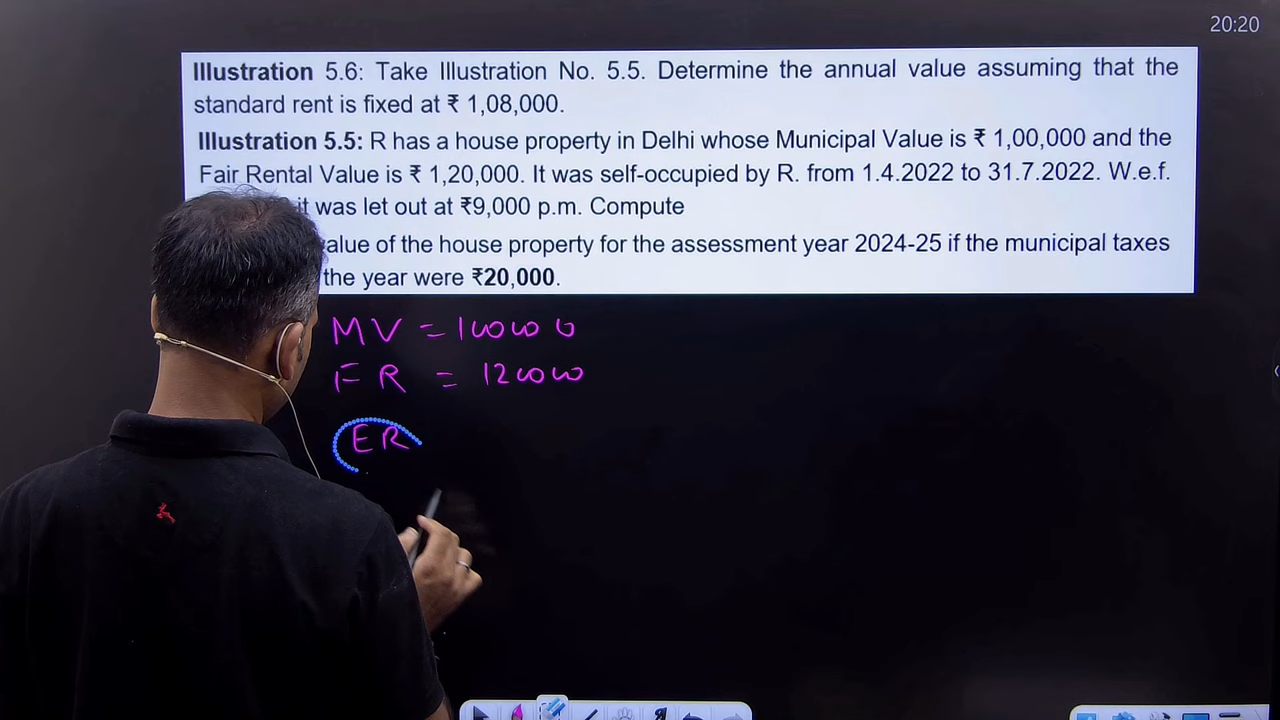 20:20
Illustration 5.6: Take Illustration No. 5.5. Determine the annual value assuming that the
standard rent is fixed at ₹ 1,08,000.
Illustration 5.5: R has a house property in Delhi whose Municipal Value is ₹ 1,00,000 and the
Fair Rental Value is ₹ 1,20,000. It was self-occupied by R. from 1.4.2022 to 31.7.2022. W.e.f.
it was let out at ₹9,000 p.m. Compute
value of the house property for the assessment year 2024-25 if the municipal taxes
the year were ₹20,000.
MV = 100000
FR = 120000
ER